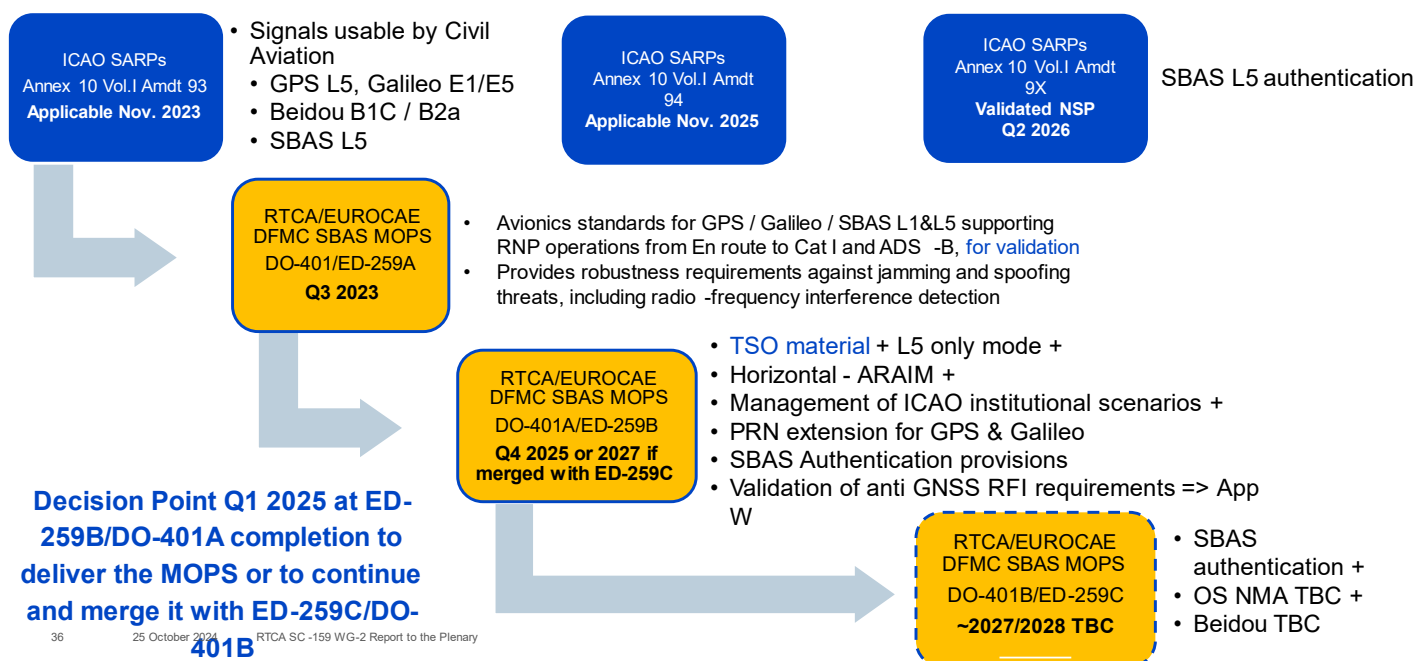 ICAO SARPs
Annex 10 Vol.I Amdt 93
Applicable Nov. 2023
• Signals usable by Civil
Aviation
• GPS L5, Galileo E1/E5
• Beidou B1C / B2a
• SBAS L5
ICAO SARPs
Annex 10 Vol.I Amdt
94
Applicable Nov. 2025
ICAO SARPs
Annex 10 Vol.I Amdt
9X
Validated NSP
Q2 2026
SBAS L5 authentication
RTCA/EUROCAE
DFMC SBAS MOPS
DO-401/ED-259A
Q3 2023
• Avionics standards for GPS / Galileo / SBAS L1&L5 supporting
RNP operations from En route to Cat I and ADS -B, for validation
• Provides robustness requirements against jamming and spoofing
threats, including radio -frequency interference detection
RTCA/EUROCAE
DFMC SBAS MOPS
DO-401A/ED-259B
Q4 2025 or 2027 if
merged with ED-259C
• TSO material + L5 only mode +
• Horizontal - ARAIM +
• Management of ICAO institutional scenarios +
• PRN extension for GPS & Galileo
• SBAS Authentication provisions
• Validation of anti GNSS RFI requirements => App
W
Decision Point Q1 2025 at ED-
259B/DO-401A completion to
deliver the MOPS or to continue
and merge it with ED-259C/DO-
401B
RTCA/EUROCAE
DFMC SBAS MOPS
DO-401B/ED-259C
~2027/2028 TBC
• SBAS
authentication +
• OS NMA TBC +
• Beidou TBC
36 25 October 2024 RTCA SC -159 WG-2 Report to the Plenary